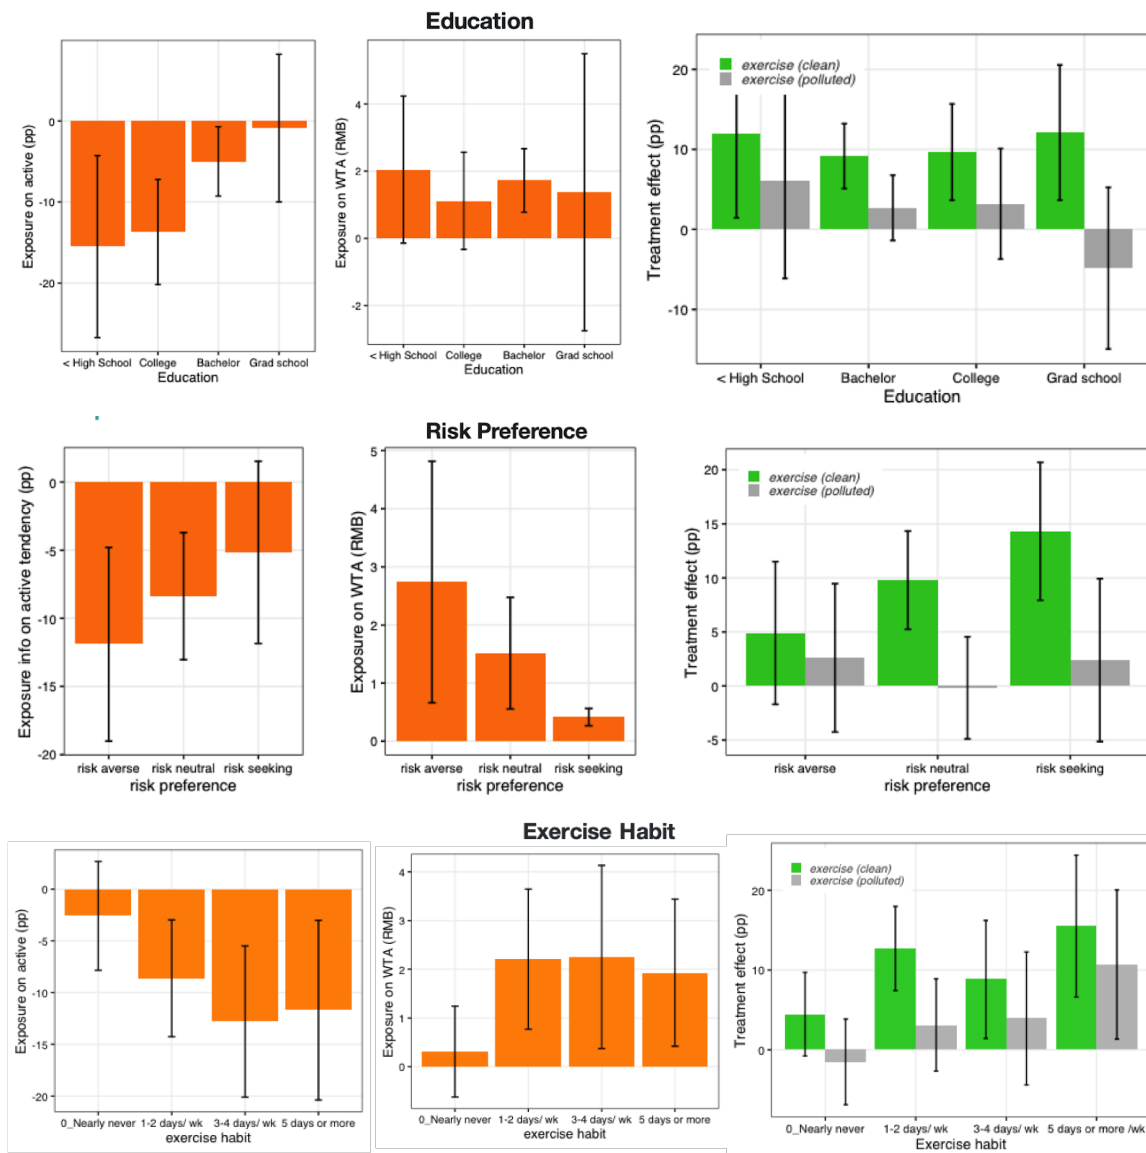 Education
Exposure on active (pp)
0
-10
-20
< High School College Bachelor Grad school
Education
Exposure on WTA (RMB)
4
2
0
-2
< High School College Bachelor Grad school
Education
Treatment effect (pp)
exercise (clean)
exercise (polluted)
20
10
0
-10
< High School Bachelor College Grad school
Education
Risk Preference
Exposure info on active tendency (pp)
0
-5
-10
-15
-20
risk averse risk neutral risk seeking
risk preference
Exposure on WTA (RMB)
5
4
3
2
1
0
risk averse risk neutral risk seeking
risk preference
Treatment effect (pp)
exercise (clean)
exercise (polluted)
20
15
10
5
0
-5
risk averse risk neutral risk seeking
risk preference
Exercise Habit
Exposure on active (pp)
0
-5
-10
-15
-20
0_Nearly never 1-2 days/ wk 3-4 days/ wk 5 days or more
exercise habit
Exposure on WTA (RMB)
4
3
2
1
0
0_Nearly never 1-2 days/ wk 3-4 days/ wk 5 days or more
exercise habit
Treatment effect (pp)
exercise (clean)
exercise (polluted)
20
10
0
0_Nearly never 1-2 days/ wk 3-4 days/ wk 5 days or more /wk
Exercise habit